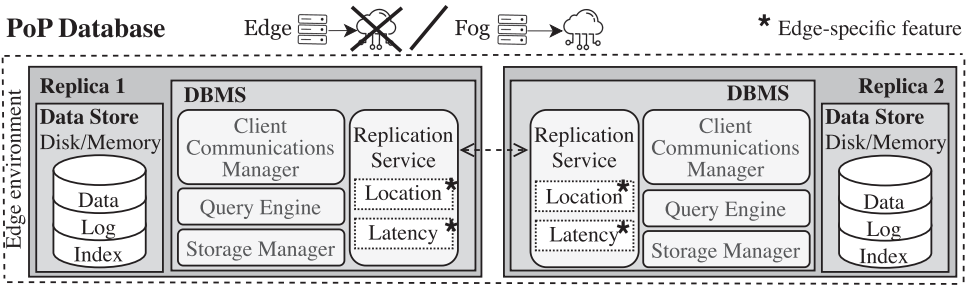 PoP Database
Edge
Fog
* Edge-specific feature
Edge environment
Replica 1
Data Store
Disk/Memory
Data
Log
Index
DBMS
Client
Communications
Manager
Query Engine
Storage Manager
Replication
Service
Location*
Latency*
DBMS
Replication
Service
Location*
Latency*
Client
Communications
Manager
Query Engine
Storage Manager
Replica 2
Data Store
Disk/Memory
Data
Log
Index